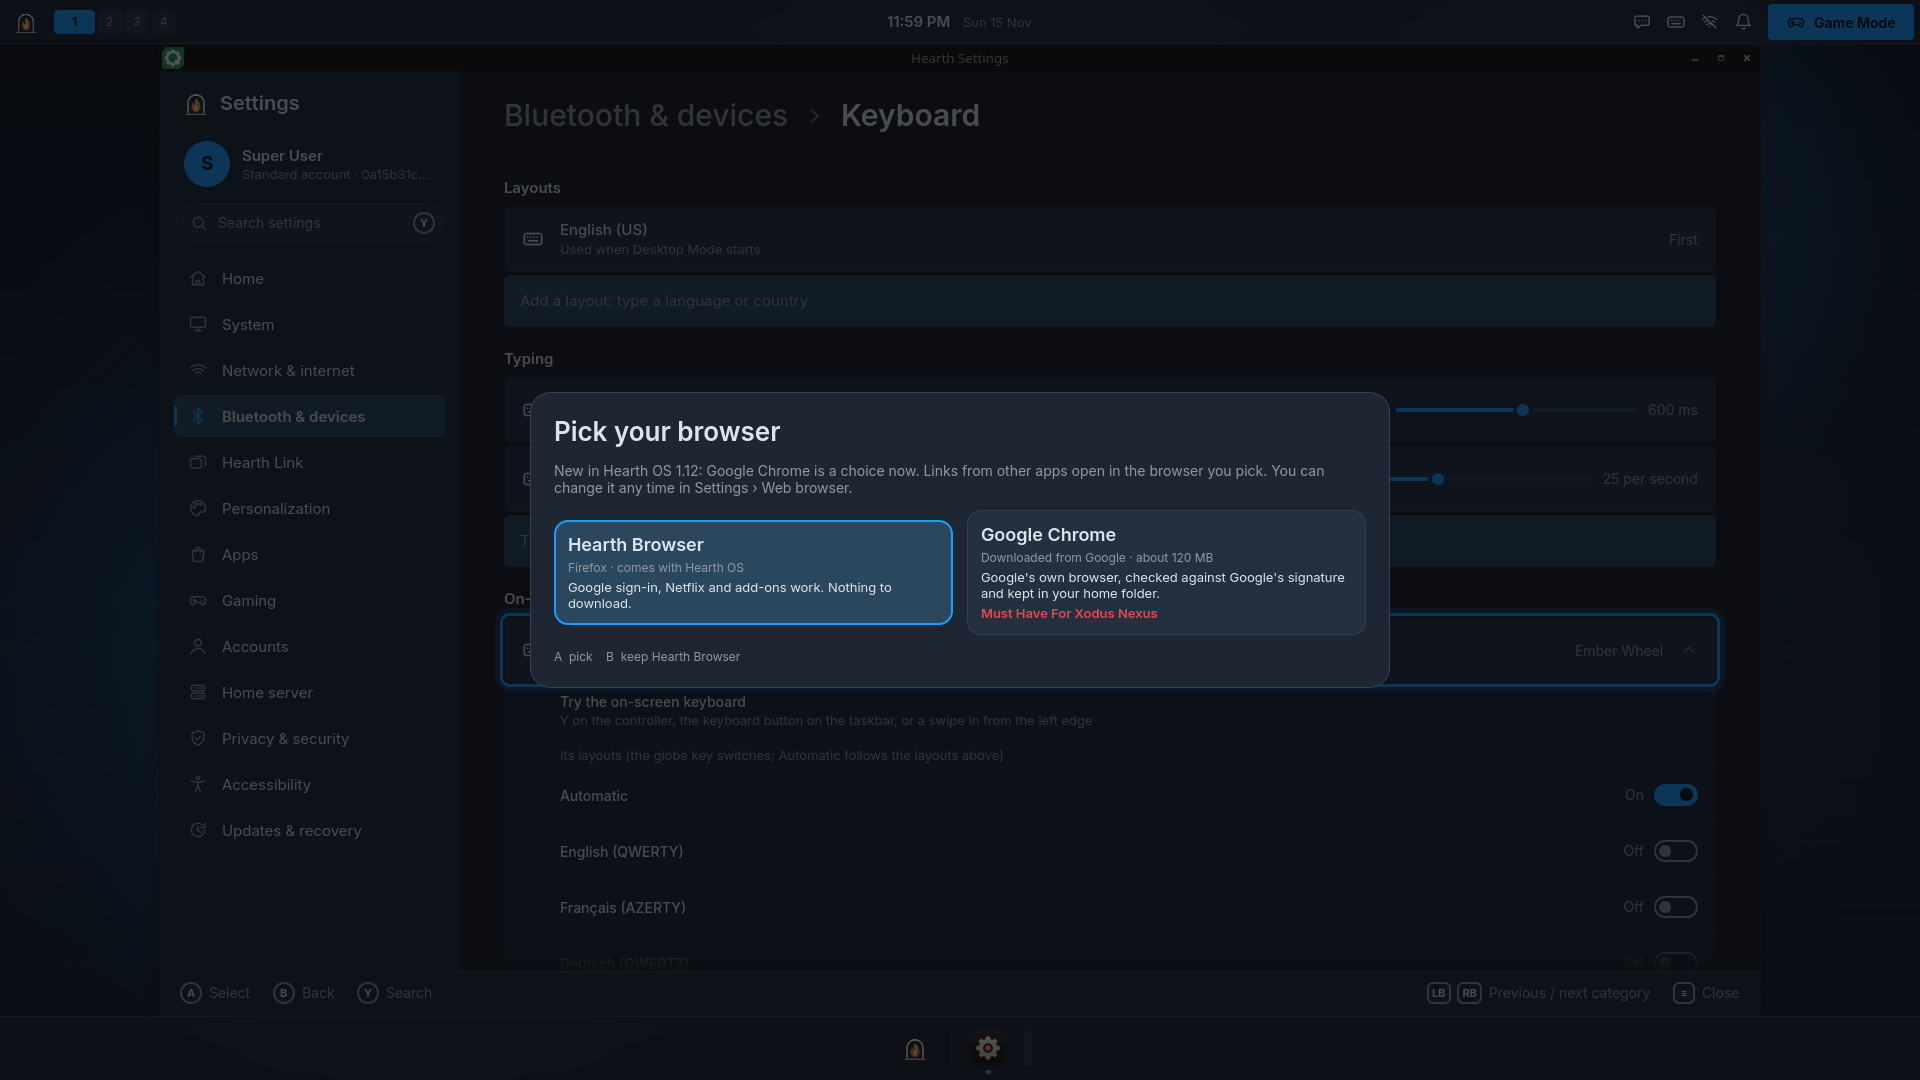 1 2 3 4
11:59 PM Sun 15 Nov
Game Mode
Hearth Settings
Settings
S
Super User
Standard account · 0a15b31c...
Search settings
Y
Home
System
Network & internet
Bluetooth & devices
Hearth Link
Personalization
Apps
Gaming
Accounts
Home server
Privacy & security
Accessibility
Updates & recovery
Bluetooth & devices › Keyboard
Layouts
English (US)
Used when Desktop Mode starts
First
Add a layout: type a language or country
Typing
600 ms
25 per second
T
Pick your browser
New in Hearth OS 1.12: Google Chrome is a choice now. Links from other apps open in the browser you pick. You can
change it any time in Settings › Web browser.
Hearth Browser
Firefox · comes with Hearth OS
Google sign-in, Netflix and add-ons work. Nothing to
download.
Google Chrome
Downloaded from Google · about 120 MB
Google's own browser, checked against Google's signature
and kept in your home folder.
Must Have For Xodus Nexus
A pick B keep Hearth Browser
On-
Ember Wheel
Try the on-screen keyboard
Y on the controller, the keyboard button on the taskbar, or a swipe in from the left edge
Its layouts (the globe key switches; Automatic follows the layouts above)
Automatic
On
English (QWERTY)
Off
Français (AZERTY)
Off
Deutsch (QWERTZ)
Off
A Select B Back Y Search
LB RB Previous / next category ≡ Close